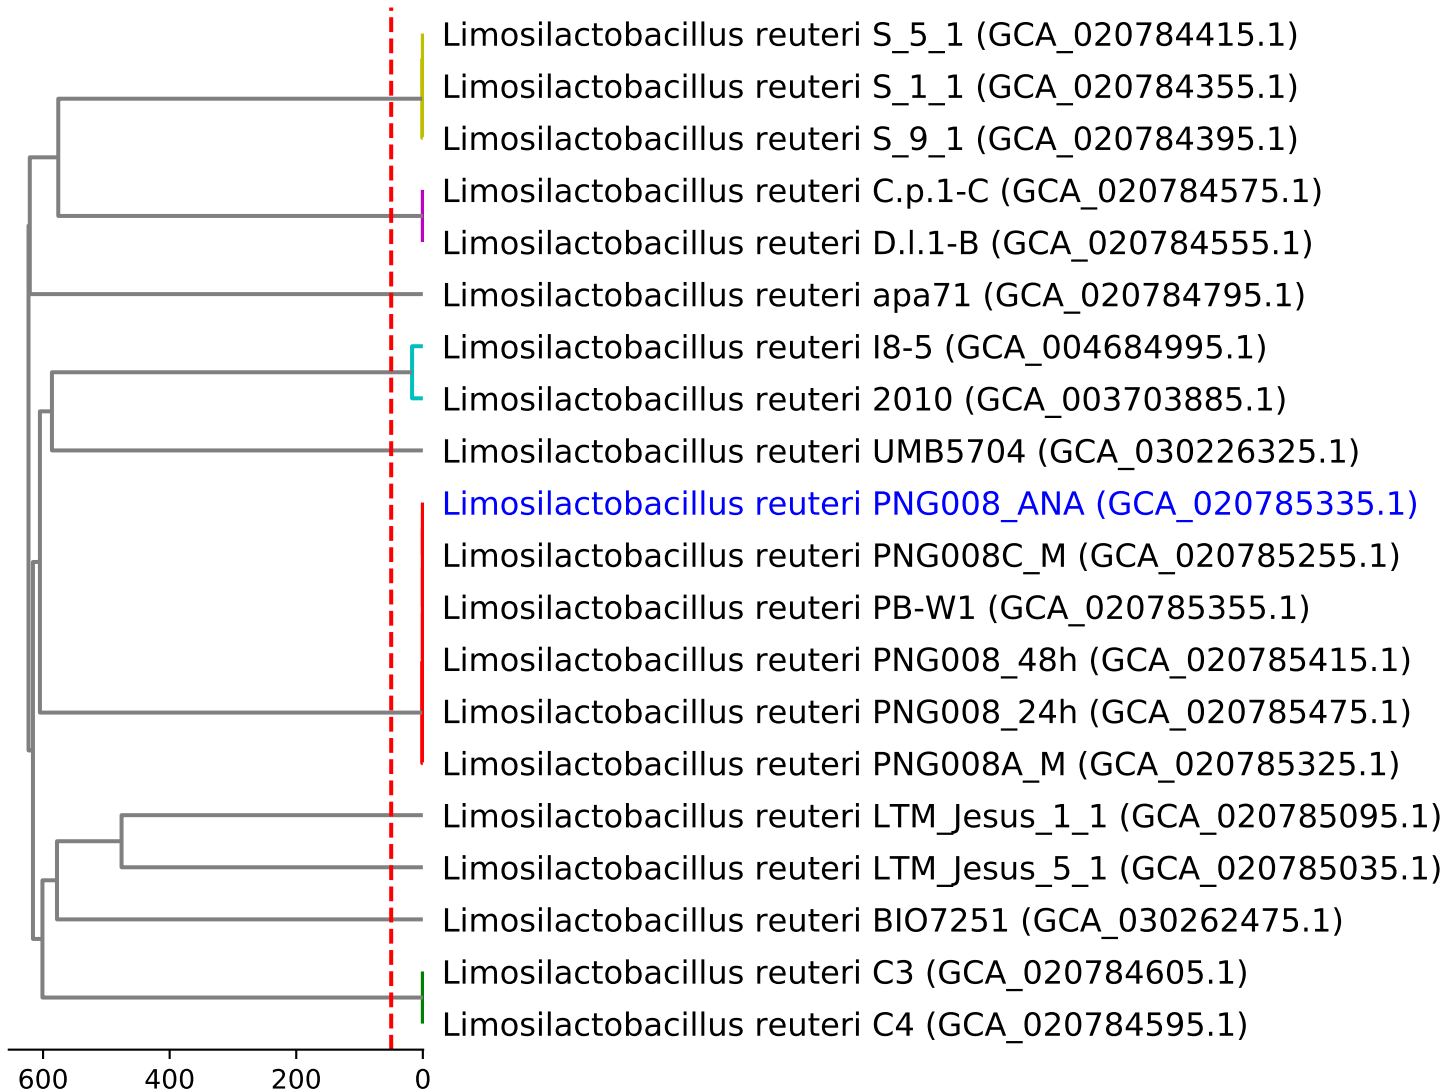 Limosilactobacillus reuteri S_5_1 (GCA_020784415.1)
Limosilactobacillus reuteri S_1_1 (GCA_020784355.1)
Limosilactobacillus reuteri S_9_1 (GCA_020784395.1)
Limosilactobacillus reuteri C.p.1-C (GCA_020784575.1)
Limosilactobacillus reuteri D.l.1-B (GCA_020784555.1)
Limosilactobacillus reuteri apa71 (GCA_020784795.1)
Limosilactobacillus reuteri I8-5 (GCA_004684995.1)
Limosilactobacillus reuteri 2010 (GCA_003703885.1)
Limosilactobacillus reuteri UMB5704 (GCA_030226325.1)
Limosilactobacillus reuteri PNG008_ANA (GCA_020785335.1)
Limosilactobacillus reuteri PNG008C_M (GCA_020785255.1)
Limosilactobacillus reuteri PB-W1 (GCA_020785355.1)
Limosilactobacillus reuteri PNG008_48h (GCA_020785415.1)
Limosilactobacillus reuteri PNG008_24h (GCA_020785475.1)
Limosilactobacillus reuteri PNG008A_M (GCA_020785325.1)
Limosilactobacillus reuteri LTM_Jesus_1_1 (GCA_020785095.1)
Limosilactobacillus reuteri LTM_Jesus_5_1 (GCA_020785035.1)
Limosilactobacillus reuteri BIO7251 (GCA_030262475.1)
Limosilactobacillus reuteri C3 (GCA_020784605.1)
Limosilactobacillus reuteri C4 (GCA_020784595.1)
600 400 200 0